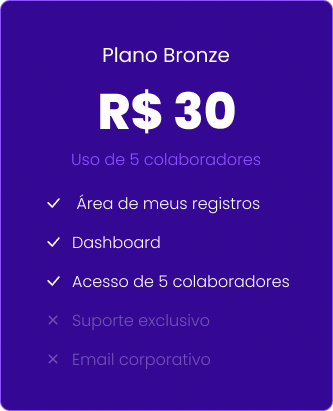 Plano Bronze
R$ 30
Uso de 5 colaboradores
Área de meus registros
Dashboard
Acesso de 5 colaboradores
Suporte exclusivo
Email corporativo